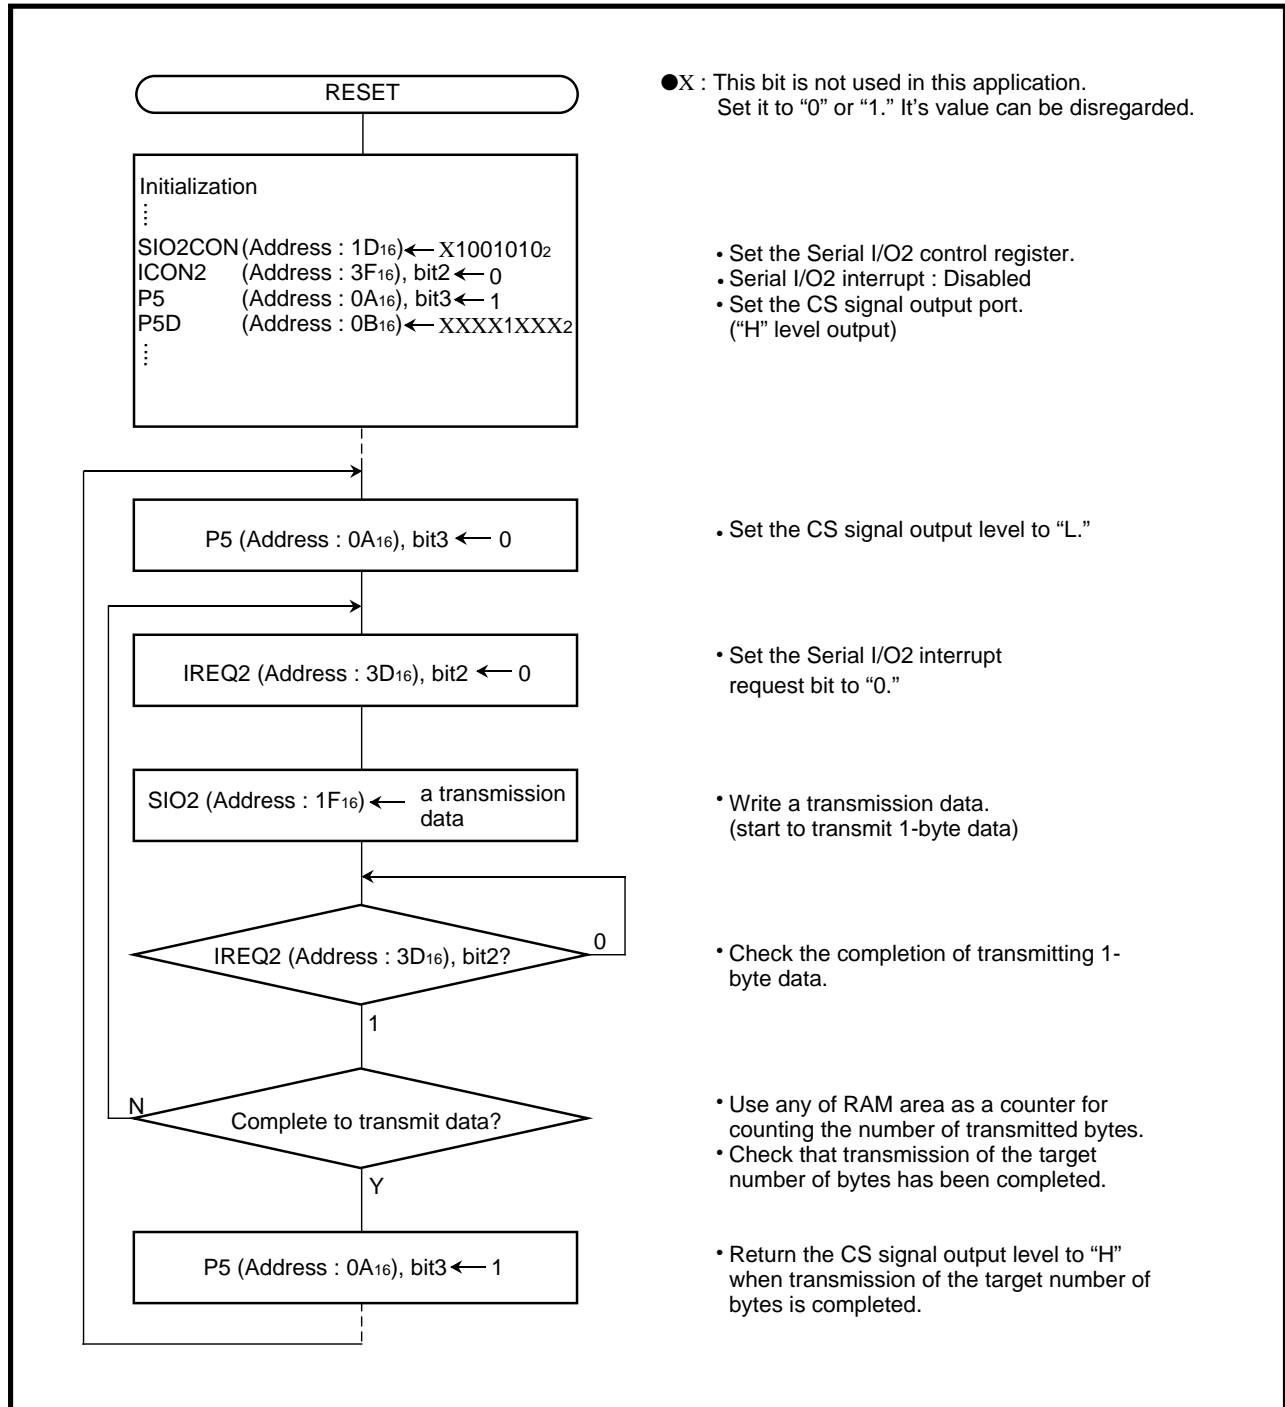 RESET
●X : This bit is not used in this application.
Set it to “0” or “1.” It’s value can be disregarded.
Initialization
⋮
SIO2CON (Address : 1D16) ← X10010102
ICON2 (Address : 3F16), bit2 ← 0
P5 (Address : 0A16), bit3 ← 1
P5D (Address : 0B16) ← XXXX1XXX2
⋮
• Set the Serial I/O2 control register.
• Serial I/O2 interrupt : Disabled
• Set the CS signal output port.
(“H” level output)
P5 (Address : 0A16), bit3 ← 0
• Set the CS signal output level to “L.”
IREQ2 (Address : 3D16), bit2 ← 0
• Set the Serial I/O2 interrupt
request bit to “0.”
SIO2 (Address : 1F16) ← a transmission
data
• Write a transmission data.
(start to transmit 1-byte data)
IREQ2 (Address : 3D16), bit2?
0
1
• Check the completion of transmitting 1-
byte data.
N
Complete to transmit data?
Y
• Use any of RAM area as a counter for
counting the number of transmitted bytes.
• Check that transmission of the target
number of bytes has been completed.
P5 (Address : 0A16), bit3 ← 1
• Return the CS signal output level to “H”
when transmission of the target number of
bytes is completed.